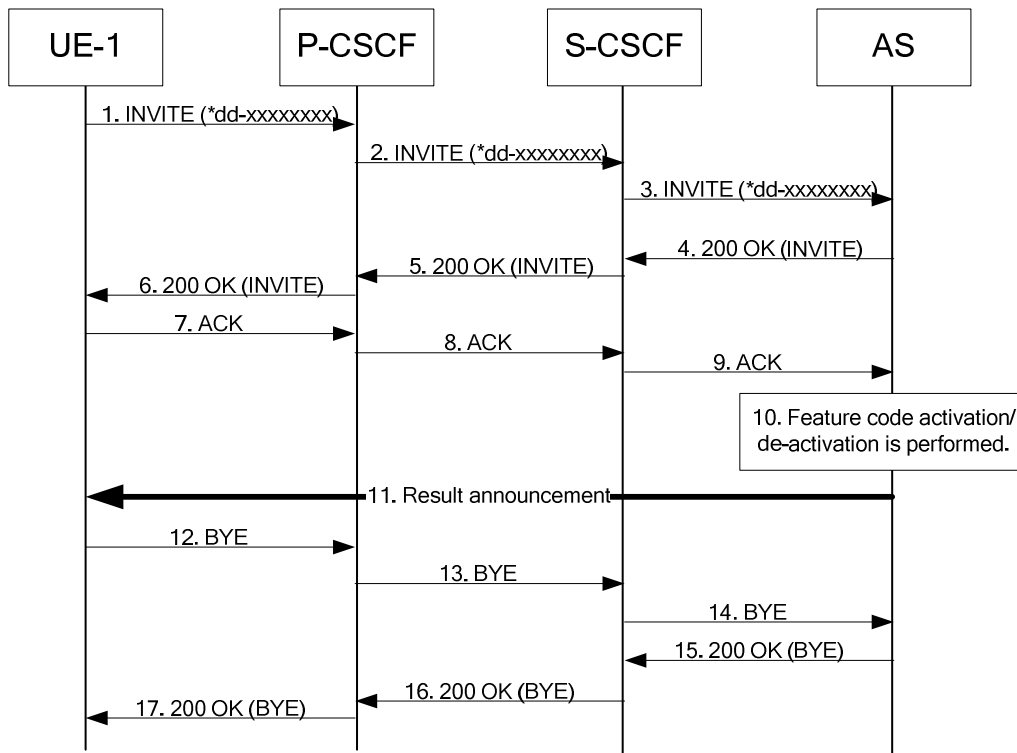 UE-1
P-CSCF
S-CSCF
AS
1. INVITE (*dd-xxxxxxxx)
2. INVITE (*dd-xxxxxxxx)
3. INVITE (*dd-xxxxxxxx)
4. 200 OK (INVITE)
5. 200 OK (INVITE)
6. 200 OK (INVITE)
7. ACK
8. ACK
9. ACK
10. Feature code activation/
de-activation is performed.
11. Result announcement
12. BYE
13. BYE
14. BYE
15. 200 OK (BYE)
16. 200 OK (BYE)
17. 200 OK (BYE)